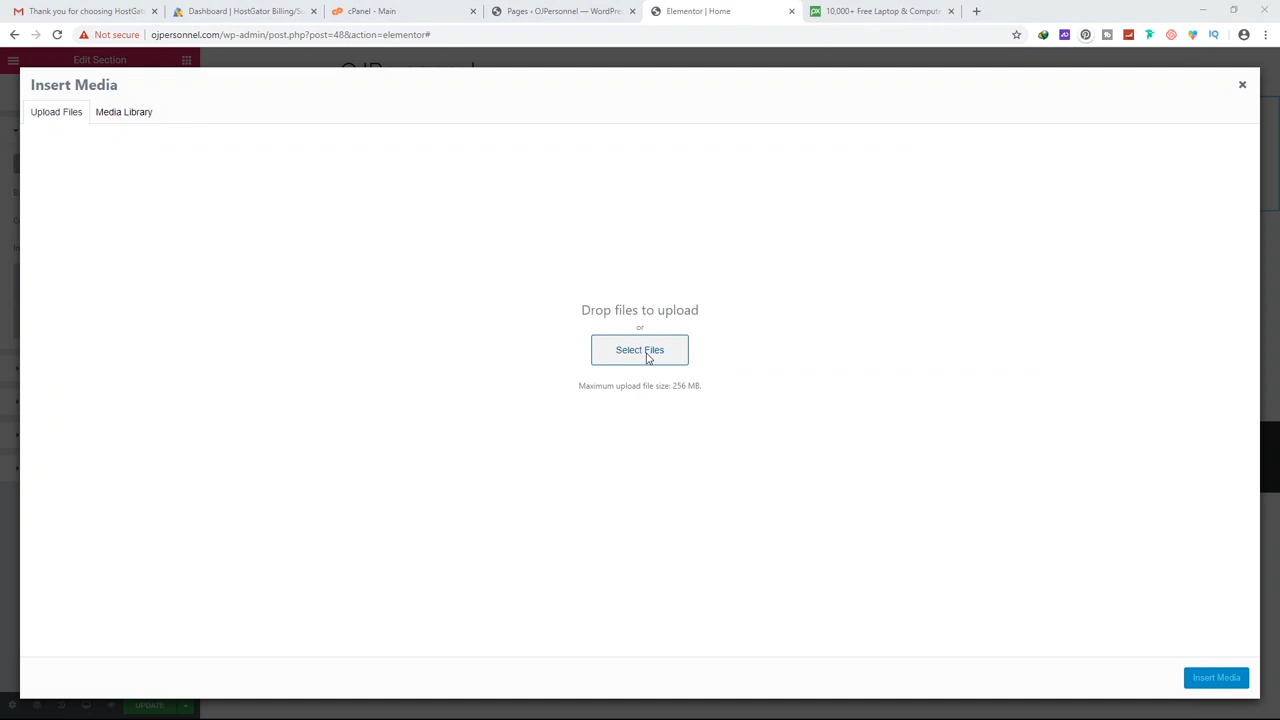 Thank you for choosing HostGat
Dashboard | HostGator Billing/Su
cPanel - Main
Pages ‹ OJPersonnel — WordPre
Elementor | Home
10,000+ Free Laptop & Compute
Not secure
ojpersonnel.com/wp-admin/post.php?post=48&action=elementor#
Edit Section
Insert Media
Upload Files
Media Library
Drop files to upload
or
Select Files
Maximum upload file size: 256 MB.
Insert Media
UPDATE